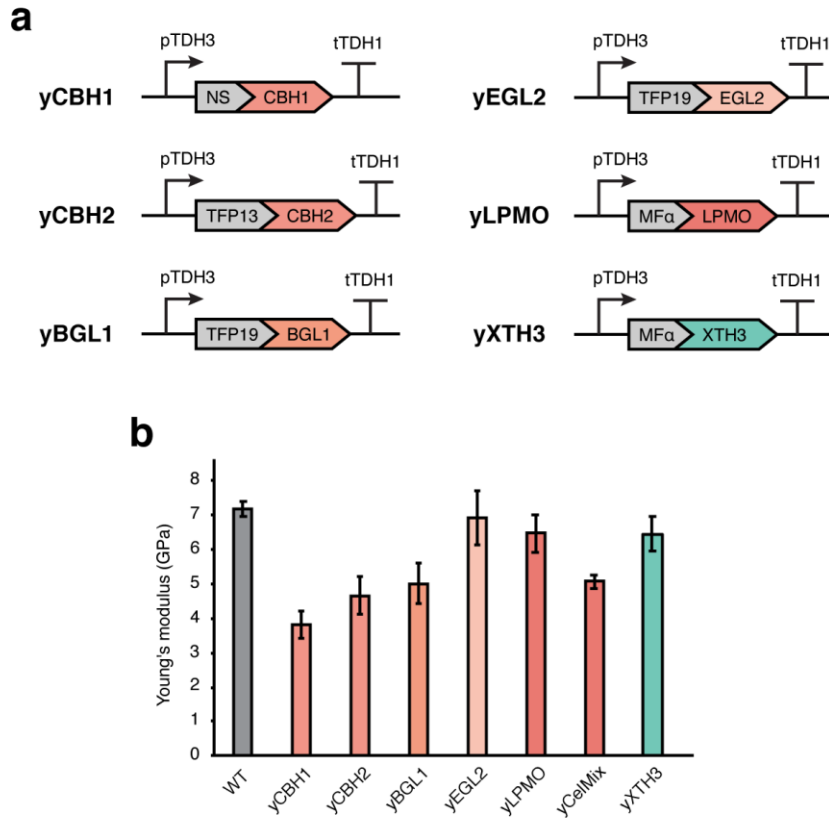 a
pTDH3 tTDH1
yCBH1 NS CBH1
pTDH3 tTDH1
yEGL2 TFP19 EGL2
pTDH3 tTDH1
yCBH2 TFP13 CBH2
pTDH3 tTDH1
yLPMO MFα LPMO
pTDH3 tTDH1
yBGL1 TFP19 BGL1
pTDH3 tTDH1
yXTH3 MFα XTH3
b
Young's modulus (GPa)
8
7
6
5
4
3
2
1
0
WT yCBH1 yCBH2 yBGL1 yEGL2 yLPMO yCelMix yXTH3